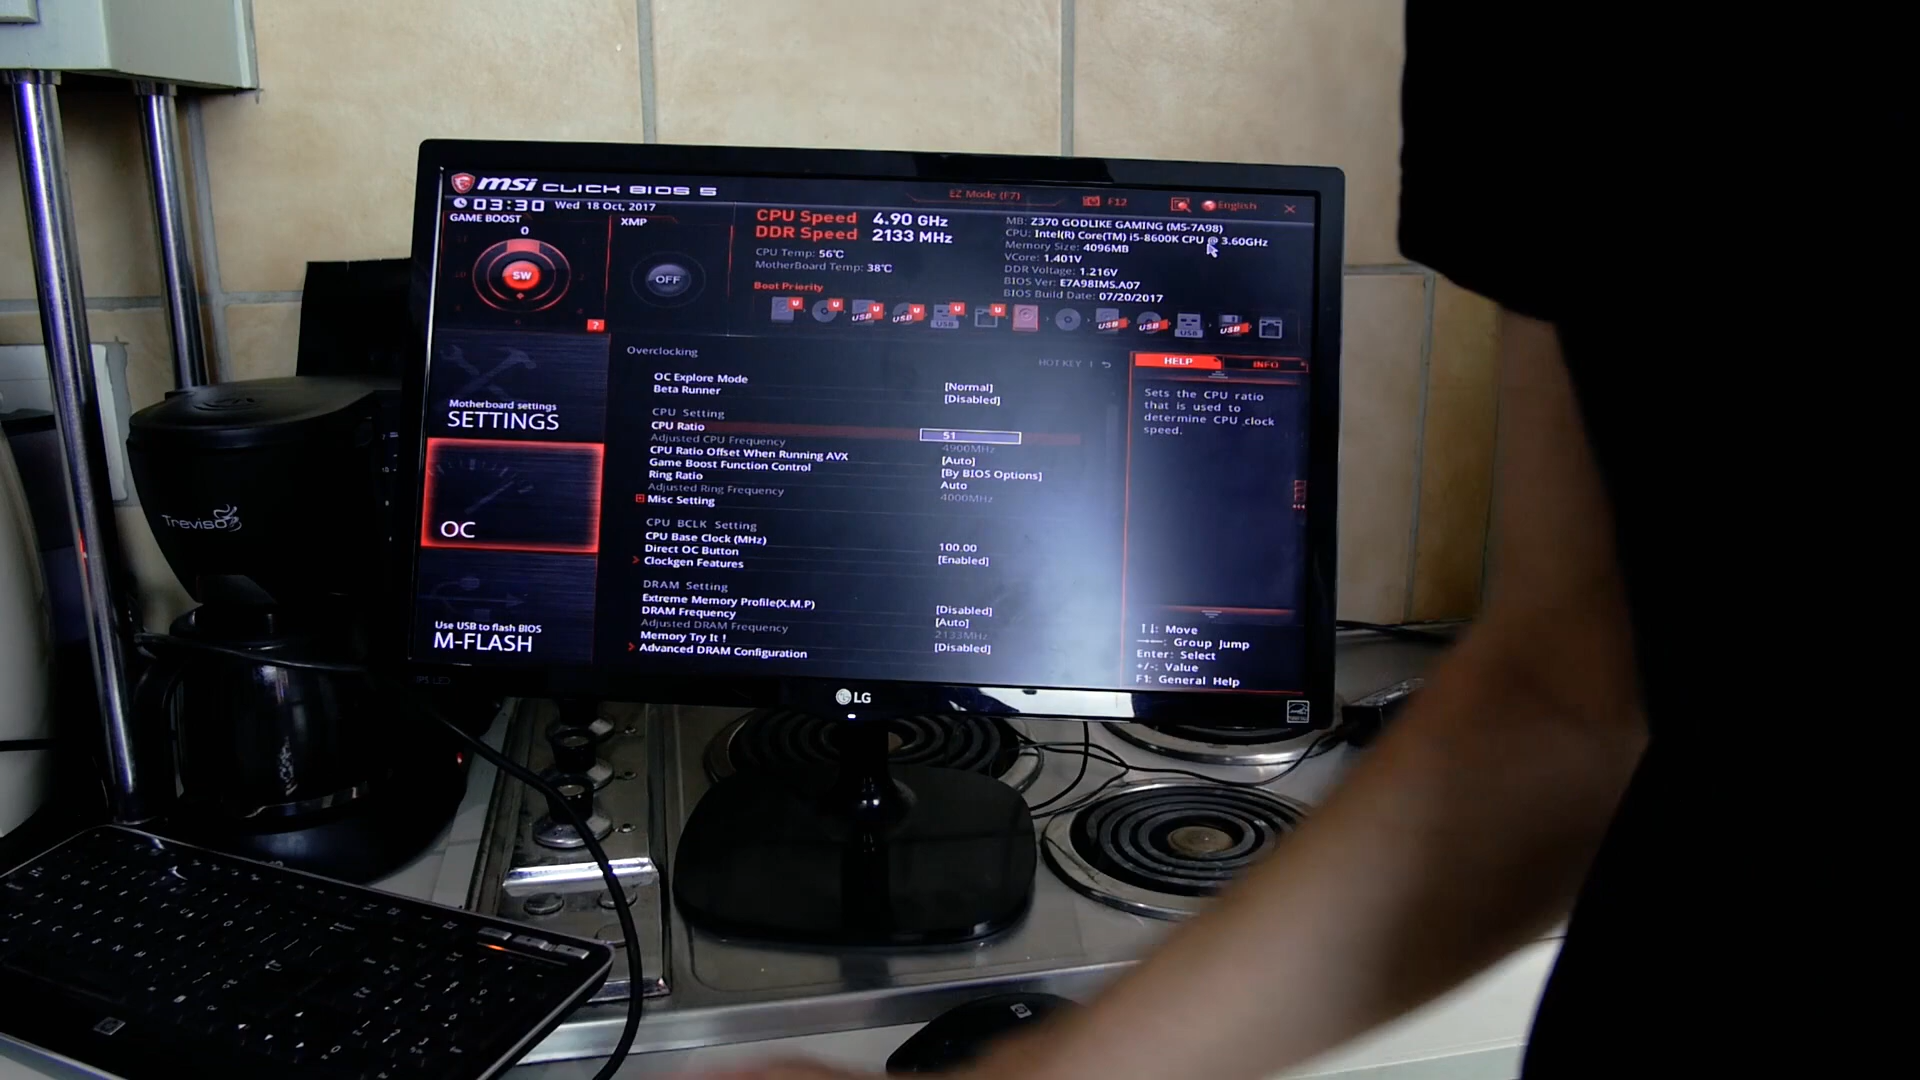 msi CLICK BIOS 5
EZ Mode (F7)
F12
English
03:30 Wed 18 Oct, 2017
GAME BOOST
0
SW
XMP
OFF
CPU Speed 4.90 GHz
DDR Speed 2133 MHz
CPU Temp: 56°C
MotherBoard Temp: 38°C
MB: Z370 GODLIKE GAMING (MS-7A98)
CPU: Intel(R) Core(TM) i5-8600K CPU @ 3.60GHz
Memory Size: 4096MB
VCore: 1.401V
DDR Voltage: 1.216V
BIOS Ver: E7A98IMS.A07
BIOS Build Date: 07/20/2017
Boot Priority
U U USB U USB U USB U U USB USB USB USB
?
Motherboard settings
SETTINGS
OC
Use USB to flash BIOS
M-FLASH
Overclocking
HOT KEY
OC Explore Mode [Normal]
Beta Runner [Disabled]
CPU Setting
CPU Ratio 51
Adjusted CPU Frequency 4900MHz
CPU Ratio Offset When Running AVX [Auto]
Game Boost Function Control [By BIOS Options]
Ring Ratio Auto
Adjusted Ring Frequency 4000MHz
Misc Setting
CPU BCLK Setting
CPU Base Clock (MHz) 100.00
Direct OC Button [Enabled]
> Clockgen Features
DRAM Setting
Extreme Memory Profile(X.M.P) [Disabled]
DRAM Frequency [Auto]
Adjusted DRAM Frequency 2133MHz
Memory Try It ! [Disabled]
> Advanced DRAM Configuration
HELP
INFO
Sets the CPU ratio
that is used to
determine CPU clock
speed.
↑↓: Move
→←: Group Jump
Enter: Select
+/-: Value
F1: General Help
LG
Treviso